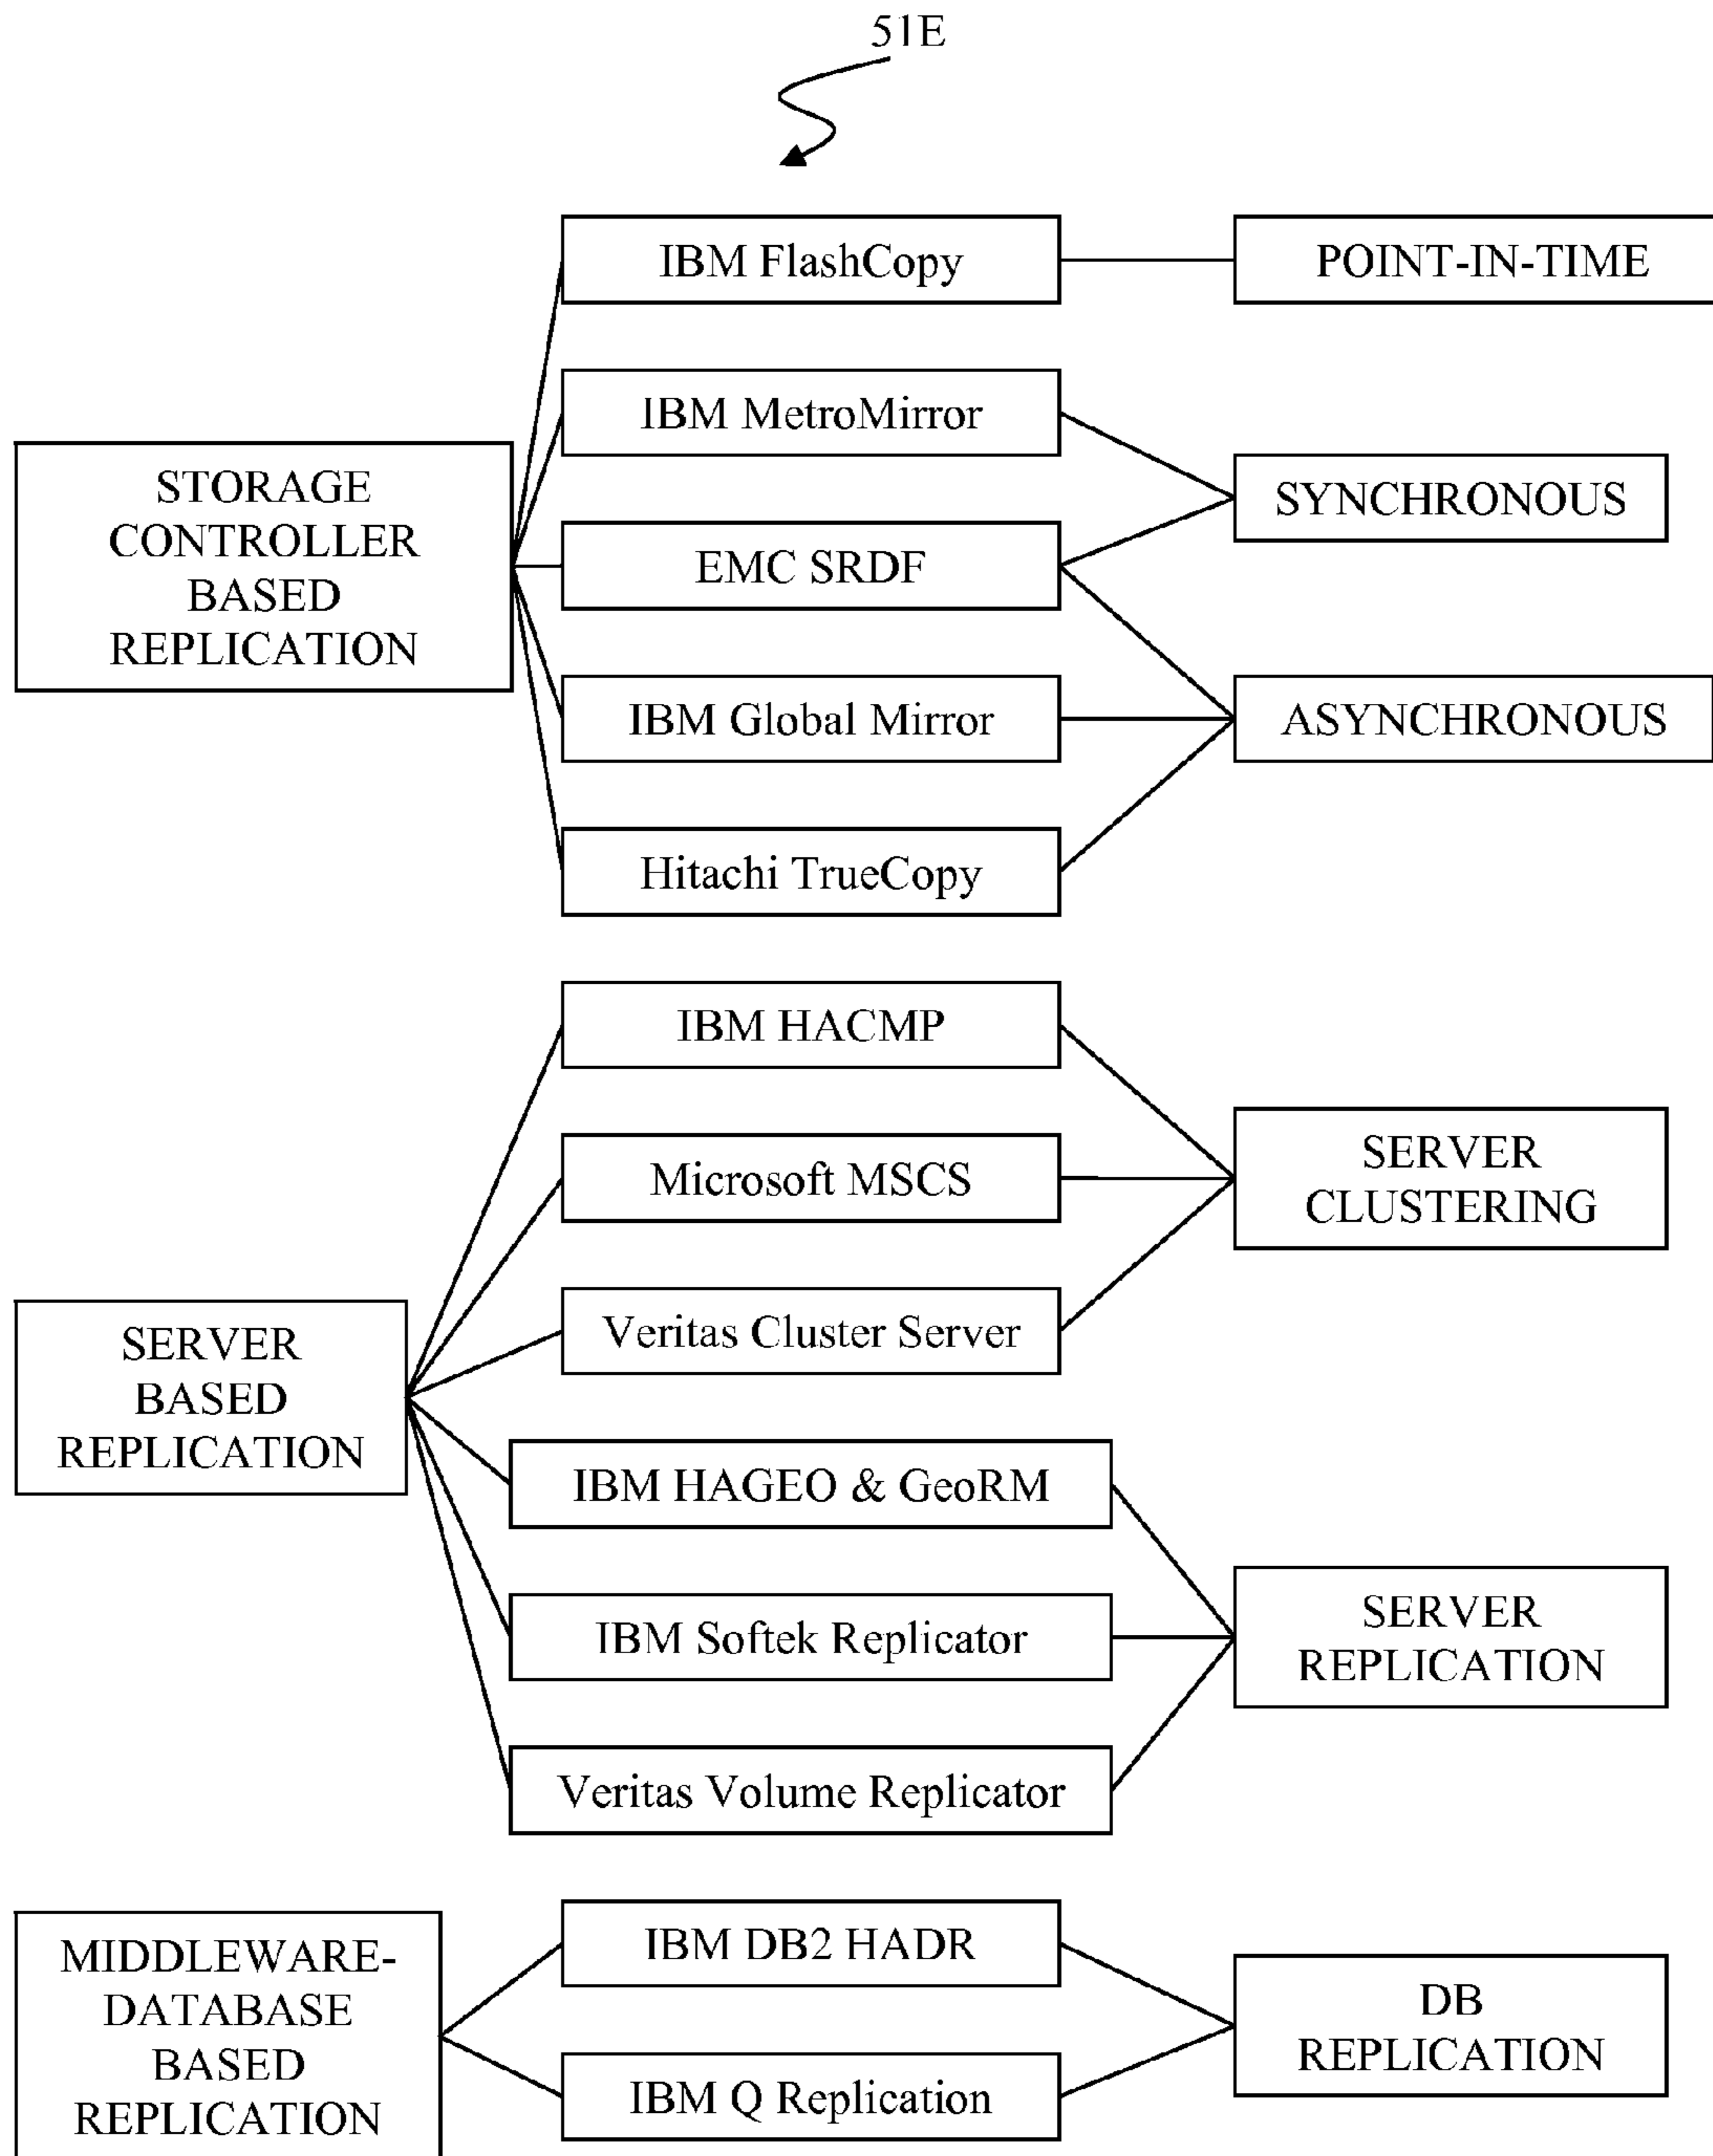 51E
IBM FlashCopy
POINT-IN-TIME
IBM MetroMirror
STORAGE
CONTROLLER
BASED
REPLICATION
SYNCHRONOUS
EMC SRDF
IBM Global Mirror
ASYNCHRONOUS
Hitachi TrueCopy
IBM HACMP
Microsoft MSCS
SERVER
CLUSTERING
Veritas Cluster Server
SERVER
BASED
REPLICATION
IBM HAGEO & GeoRM
IBM Softek Replicator
SERVER
REPLICATION
Veritas Volume Replicator
IBM DB2 HADR
MIDDLEWARE-
DATABASE
BASED
REPLICATION
DB
REPLICATION
IBM Q Replication